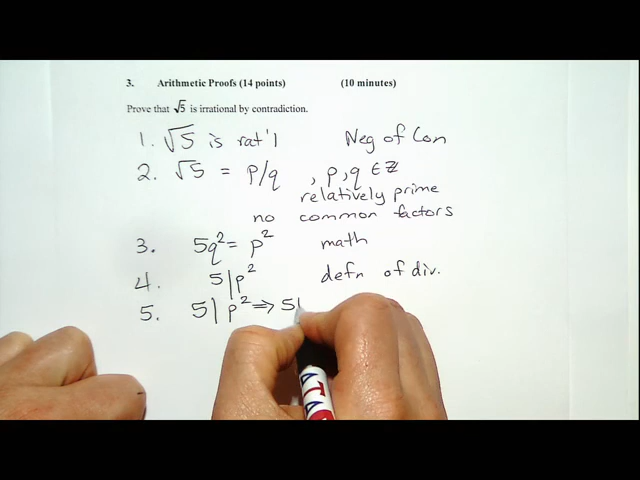 3. Arithmetic Proofs (14 points) (10 minutes)
Prove that √5 is irrational by contradiction.
1. √5 is rat'l Neg of Con
2. √5 = p/q , p,q ∈ ℤ
relatively prime
no common factors
3. 5q² = p² math
4. 5|p² defn of div.
5. 5|p² ⇒ 5|